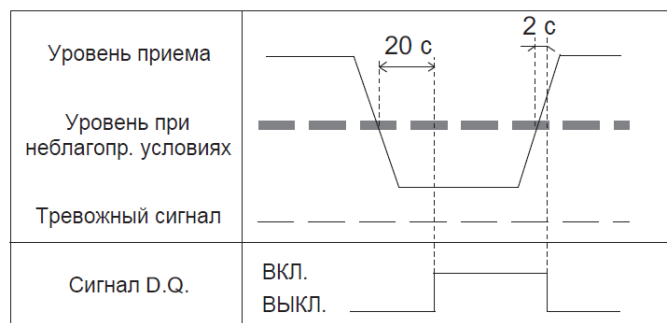 Уровень приема
20 с
2 с
Уровень при
неблагопр. условиях
Тревожный сигнал
Сигнал D.Q.
ВКЛ.
ВЫКЛ.